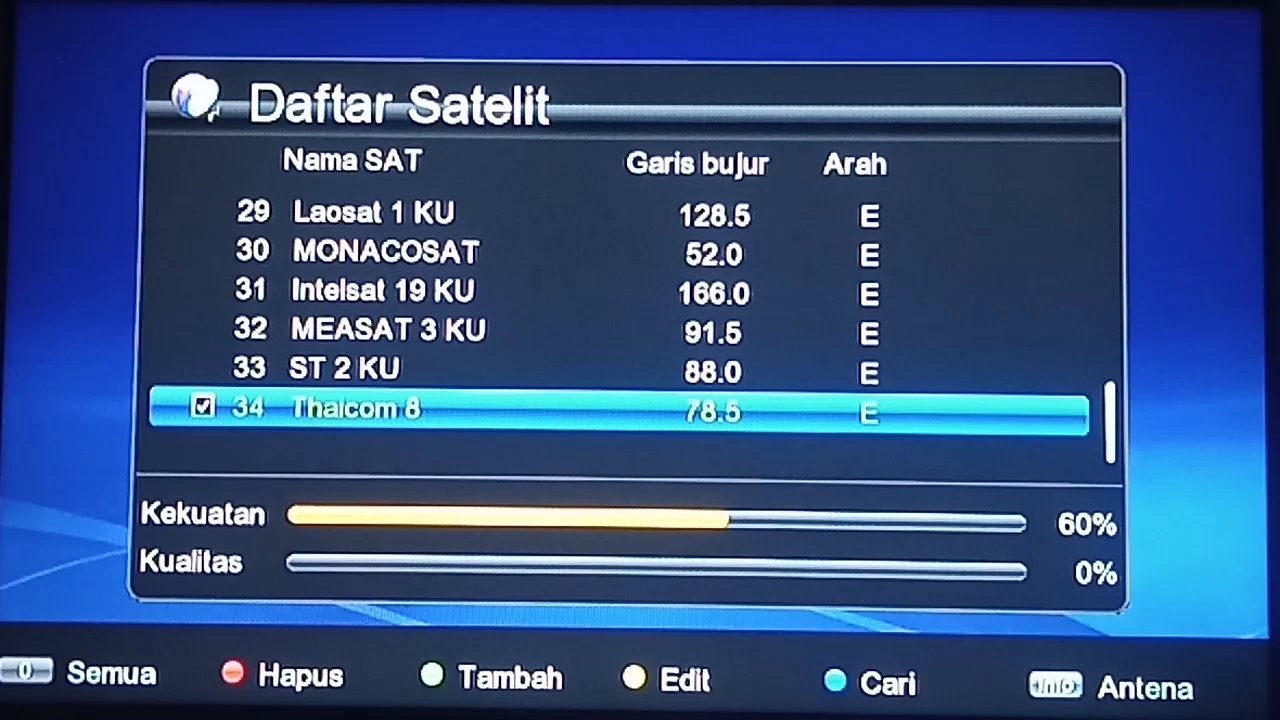 Daftar Satelit
Nama SAT Garis bujur Arah
29 Laosat 1 KU 128.5 E
30 MONACOSAT 52.0 E
31 Intelsat 19 KU 166.0 E
32 MEASAT 3 KU 91.5 E
33 ST 2 KU 88.0 E
34 Thaicom 8 78.5 E
Kekuatan 60%
Kualitas 0%
0 Semua Hapus Tambah Edit Cari Info Antena